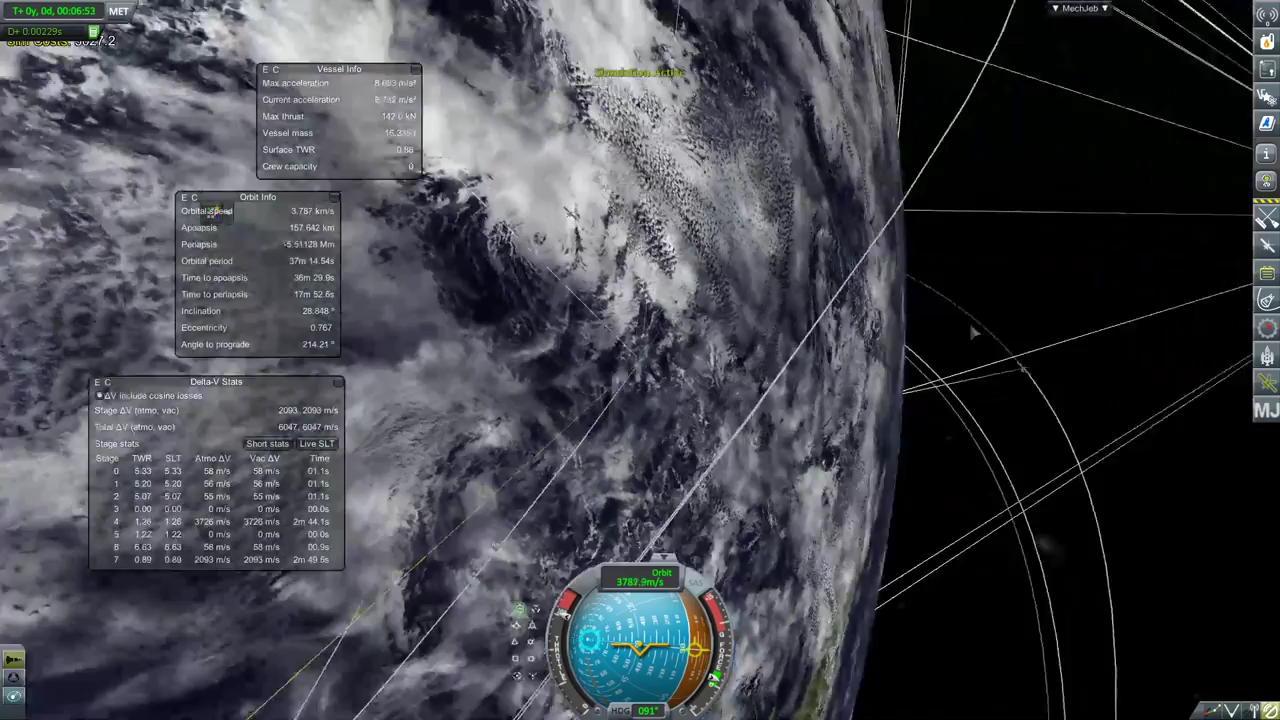 T+ 0y, 0d, 00:06:53 MET
D+ 0.00229s
▼ MechJeb ▼
E C Vessel Info
Max acceleration
Current acceleration
Max thrust 142.0 kN
Vessel mass
Surface TWR 0.86
Crew capacity 0
E C Orbit Info
Orbital speed 3.787 km/s
Apoapsis 157.642 km
Periapsis -5.51128 Mm
Orbital period 37m 14.54s
Time to apoapsis 36m 29.9s
Time to periapsis 17m 52.6s
Inclination 28.848 °
Eccentricity 0.767
Angle to prograde 214.21 °
E C Delta-V Stats
ΔV include cosine losses
Stage ΔV (atmo, vac) 2093, 2093 m/s
Total ΔV (atmo, vac) 6047, 6047 m/s
Stage stats Short stats Live SLT
Stage TWR SLT Atmo ΔV Vac ΔV Time
0 5.33 5.33 58 m/s 58 m/s 01.1s
1 5.20 5.20 56 m/s 56 m/s 01.1s
2 5.07 5.07 55 m/s 55 m/s 01.1s
3 0.00 0.00 0 m/s 0 m/s 00.0s
4 1.26 1.26 3726 m/s 3726 m/s 2m 44.1s
5 1.22 1.22 0 m/s 0 m/s 00.0s
6 6.63 6.63 58 m/s 58 m/s 00.9s
7 0.89 0.89 2093 m/s 2093 m/s 2m 49.5s
Orbit
SAS
HDG 091°
MJ